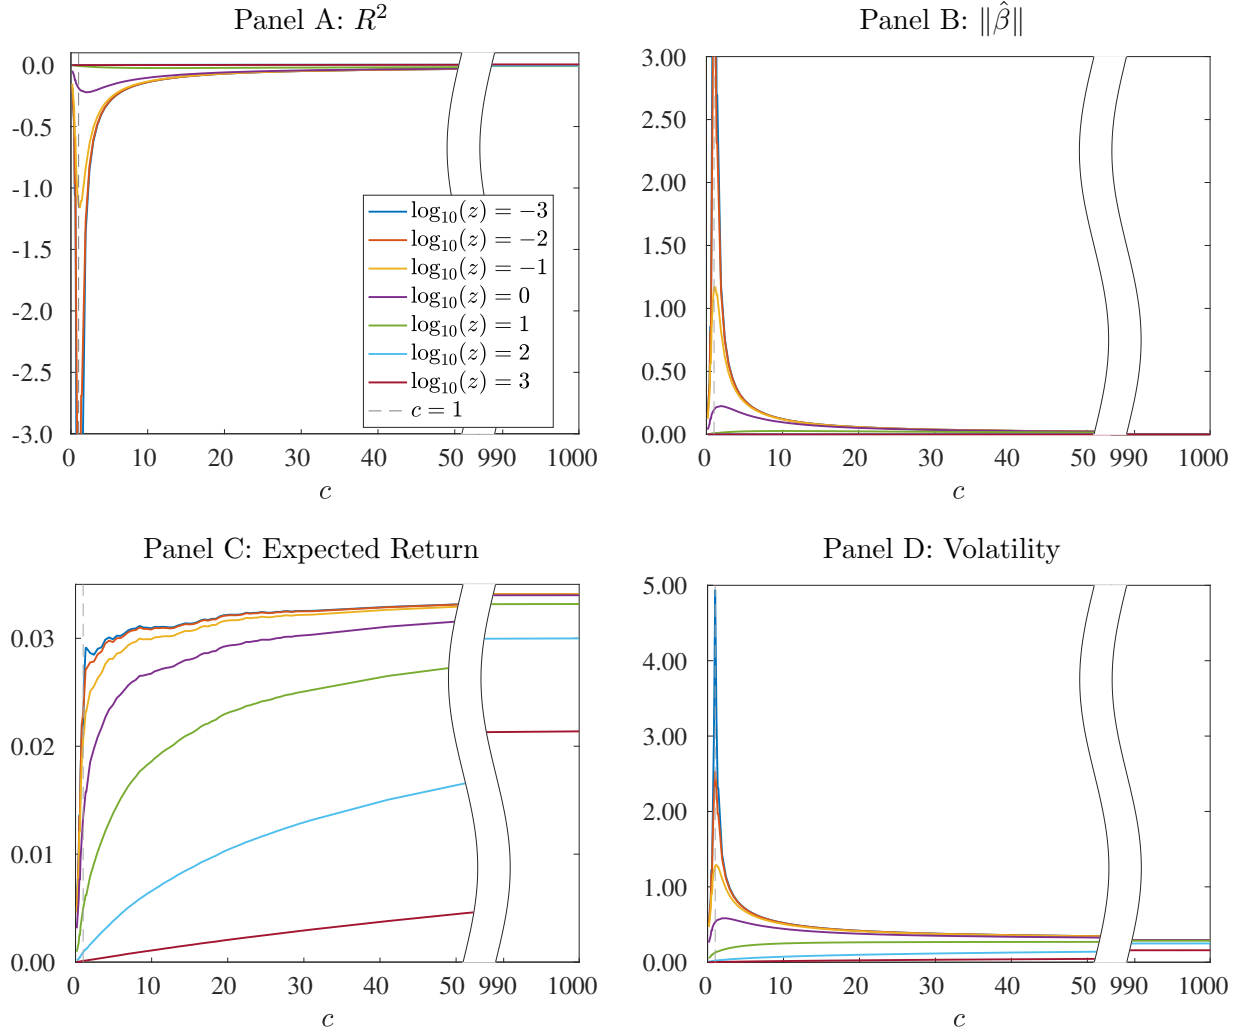 Panel A: R²
0.0
-0.5
-1.0
-1.5
-2.0
-2.5
-3.0
log₁₀(z) = −3
log₁₀(z) = −2
log₁₀(z) = −1
log₁₀(z) = 0
log₁₀(z) = 1
log₁₀(z) = 2
log₁₀(z) = 3
c = 1
0 10 20 30 40 50 990 1000
c
Panel B: ‖β̂‖
3.00
2.50
2.00
1.50
1.00
0.50
0.00
0 10 20 30 40 50 990 1000
c
Panel C: Expected Return
0.03
0.02
0.01
0.00
0 10 20 30 40 50 990 1000
c
Panel D: Volatility
5.00
4.00
3.00
2.00
1.00
0.00
0 10 20 30 40 50 990 1000
c